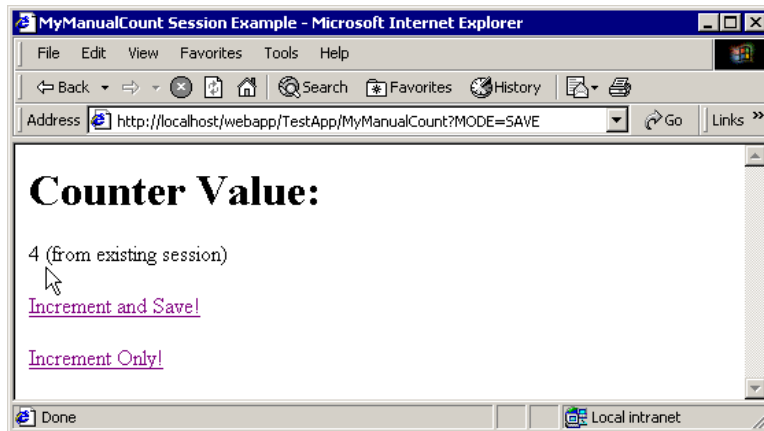 MyManualCount Session Example - Microsoft Internet Explorer
File Edit View Favorites Tools Help
Back Search Favorites History
Address http://localhost/webapp/TestApp/MyManualCount?MODE=SAVE Go Links »
Counter Value:
4 (from existing session)
Increment and Save!
Increment Only!
Done Local intranet